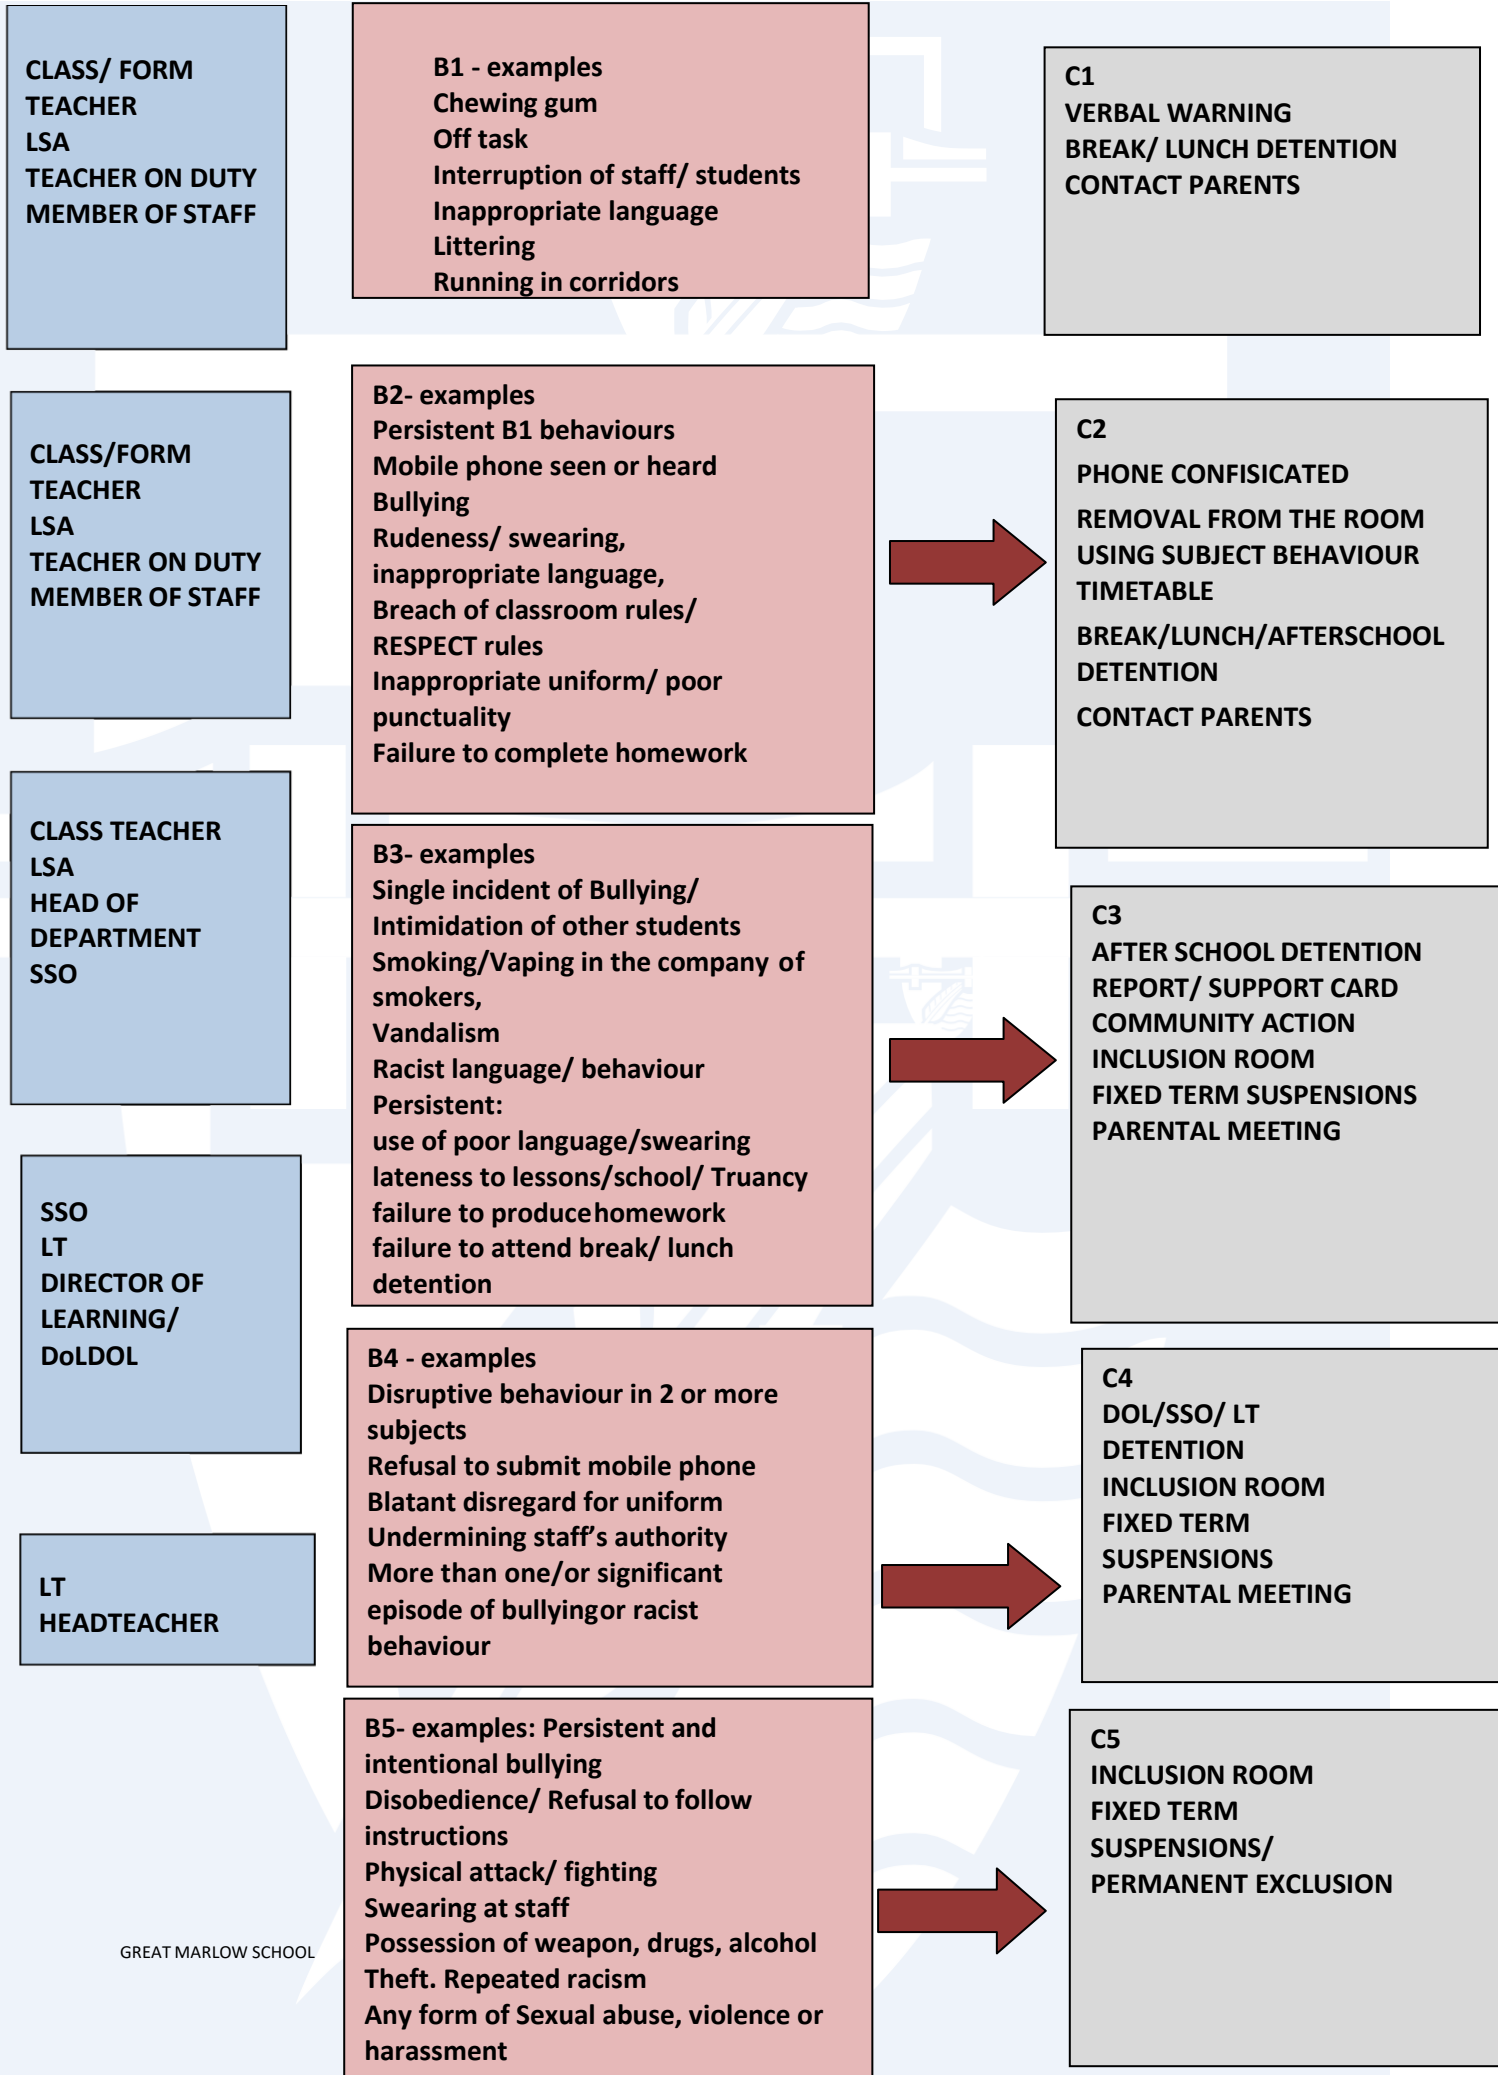 CLASS/ FORM
TEACHER
LSA
TEACHER ON DUTY
MEMBER OF STAFF
B1 - examples
Chewing gum
Off task
Interruption of staff/ students
Inappropriate language
Littering
Running in corridors
C1
VERBAL WARNING
BREAK/ LUNCH DETENTION
CONTACT PARENTS
CLASS/FORM
TEACHER
LSA
TEACHER ON DUTY
MEMBER OF STAFF
B2- examples
Persistent B1 behaviours
Mobile phone seen or heard
Bullying
Rudeness/ swearing,
inappropriate language,
Breach of classroom rules/
RESPECT rules
Inappropriate uniform/ poor
punctuality
Failure to complete homework
C2
PHONE CONFISICATED
REMOVAL FROM THE ROOM
USING SUBJECT BEHAVIOUR
TIMETABLE
BREAK/LUNCH/AFTERSCHOOL
DETENTION
CONTACT PARENTS
CLASS TEACHER
LSA
HEAD OF
DEPARTMENT
SSO
B3- examples
Single incident of Bullying/
Intimidation of other students
Smoking/Vaping in the company of
smokers,
Vandalism
Racist language/ behaviour
Persistent:
use of poor language/swearing
lateness to lessons/school/ Truancy
failure to produce homework
failure to attend break/ lunch
detention
C3
AFTER SCHOOL DETENTION
REPORT/ SUPPORT CARD
COMMUNITY ACTION
INCLUSION ROOM
FIXED TERM SUSPENSIONS
PARENTAL MEETING
SSO
LT
DIRECTOR OF
LEARNING/
DoLDOL
B4 - examples
Disruptive behaviour in 2 or more
subjects
Refusal to submit mobile phone
Blatant disregard for uniform
Undermining staff’s authority
More than one/or significant
episode of bullying or racist
behaviour
C4
DOL/SSO/ LT
DETENTION
INCLUSION ROOM
FIXED TERM
SUSPENSIONS
PARENTAL MEETING
LT
HEADTEACHER
B5- examples: Persistent and
intentional bullying
Disobedience/ Refusal to follow
instructions
Physical attack/ fighting
Swearing at staff
Possession of weapon, drugs, alcohol
Theft. Repeated racism
Any form of Sexual abuse, violence or
harassment
C5
INCLUSION ROOM
FIXED TERM
SUSPENSIONS/
PERMANENT EXCLUSION
GREAT MARLOW SCHOOL